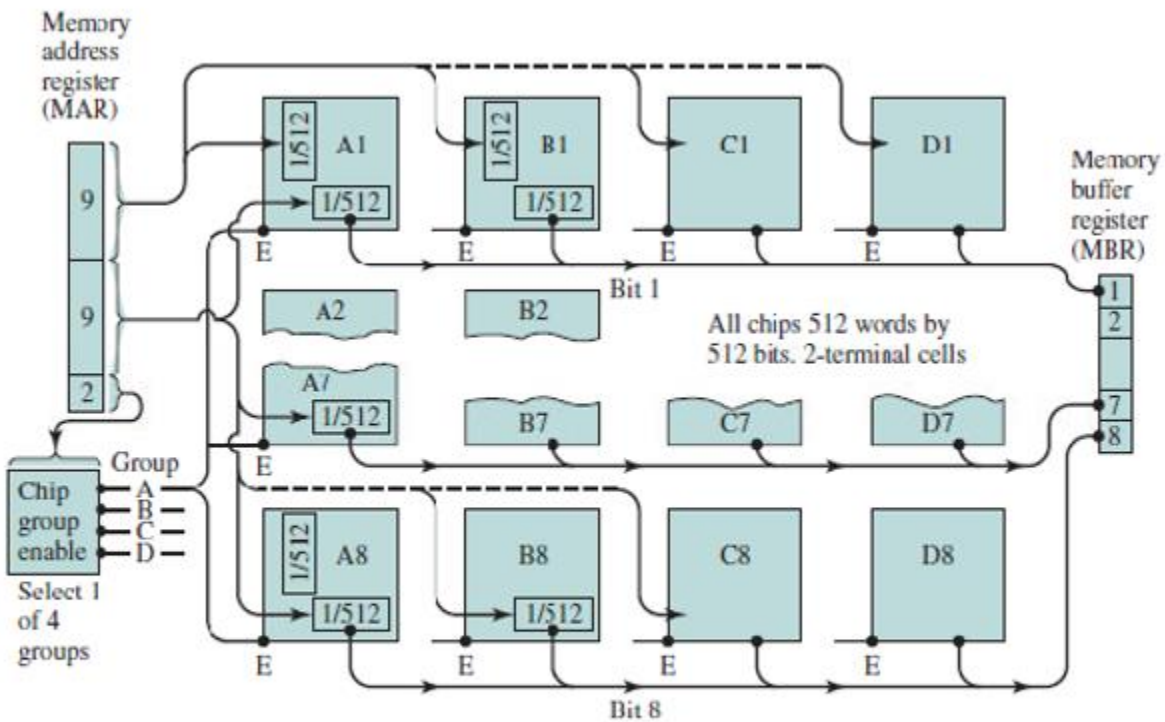 Memory
address
register
(MAR)
9
9
2
1/512
A1
1/512
E
1/512
B1
1/512
E
C1
E
D1
E
Memory
buffer
register
(MBR)
1
2
7
8
Bit 1
A2
B2
All chips 512 words by
512 bits. 2-terminal cells
A7
1/512
E
B7
C7
D7
Group
Chip
group
enable
A
B
C
D
Select 1
of 4
groups
1/512
A8
1/512
E
B8
1/512
E
C8
E
D8
E
Bit 8